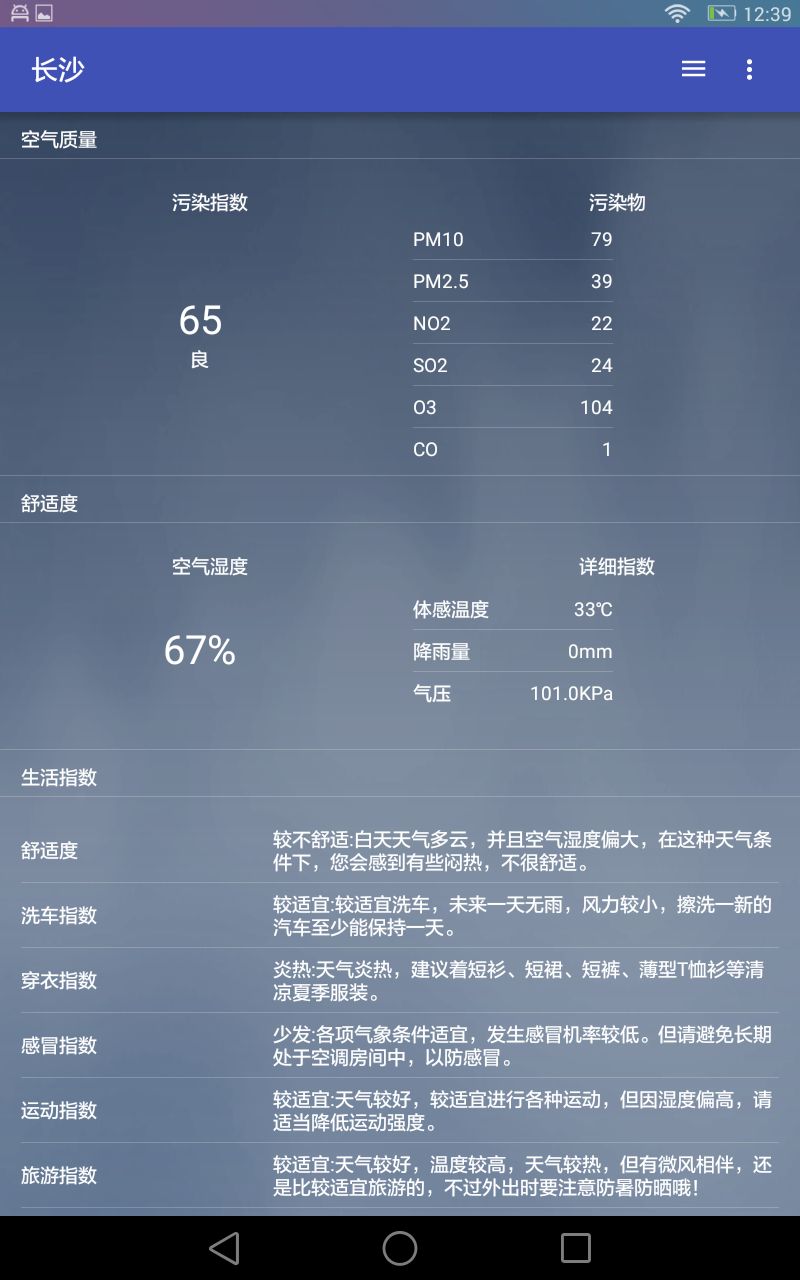 12:39
长沙
空气质量
污染指数
污染物
PM10 79
PM2.5 39
65
NO2 22
良
SO2 24
O3 104
CO 1
舒适度
空气湿度
详细指数
体感温度 33℃
67%
降雨量 0mm
气压 101.0KPa
生活指数
舒适度
较不舒适:白天天气多云，并且空气湿度偏大，在这种天气条
件下，您会感到有些闷热，不很舒适。
洗车指数
较适宜:较适宜洗车，未来一天无雨，风力较小，擦洗一新的
汽车至少能保持一天。
穿衣指数
炎热:天气炎热，建议着短衫、短裙、短裤、薄型T恤衫等清
凉夏季服装。
感冒指数
少发:各项气象条件适宜，发生感冒机率较低。但请避免长期
处于空调房间中，以防感冒。
运动指数
较适宜:天气较好，较适宜进行各种运动，但因湿度偏高，请
适当降低运动强度。
旅游指数
较适宜:天气较好，温度较高，天气较热，但有微风相伴，还
是比较适宜旅游的，不过外出时要注意防暑防晒哦！